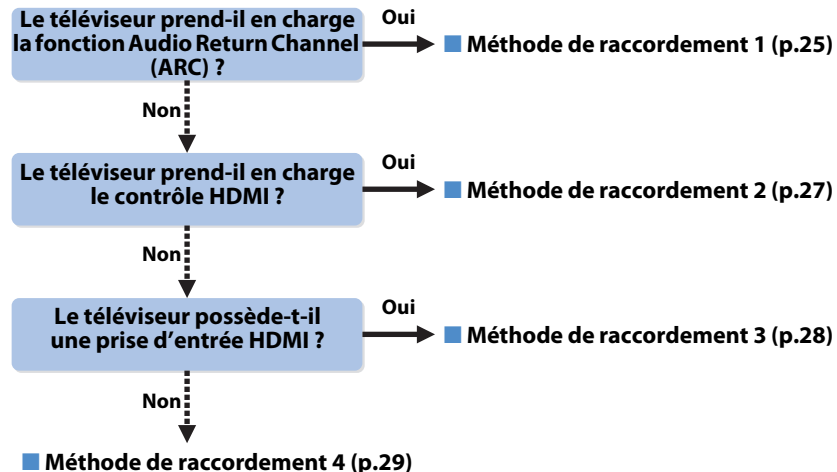 Le téléviseur prend-il en charge
la fonction Audio Return Channel
(ARC) ?
Oui
■ Méthode de raccordement 1 (p.25)
Non
Le téléviseur prend-il en charge
le contrôle HDMI ?
Oui
■ Méthode de raccordement 2 (p.27)
Non
Le téléviseur possède-t-il
une prise d’entrée HDMI ?
Oui
■ Méthode de raccordement 3 (p.28)
Non
■ Méthode de raccordement 4 (p.29)